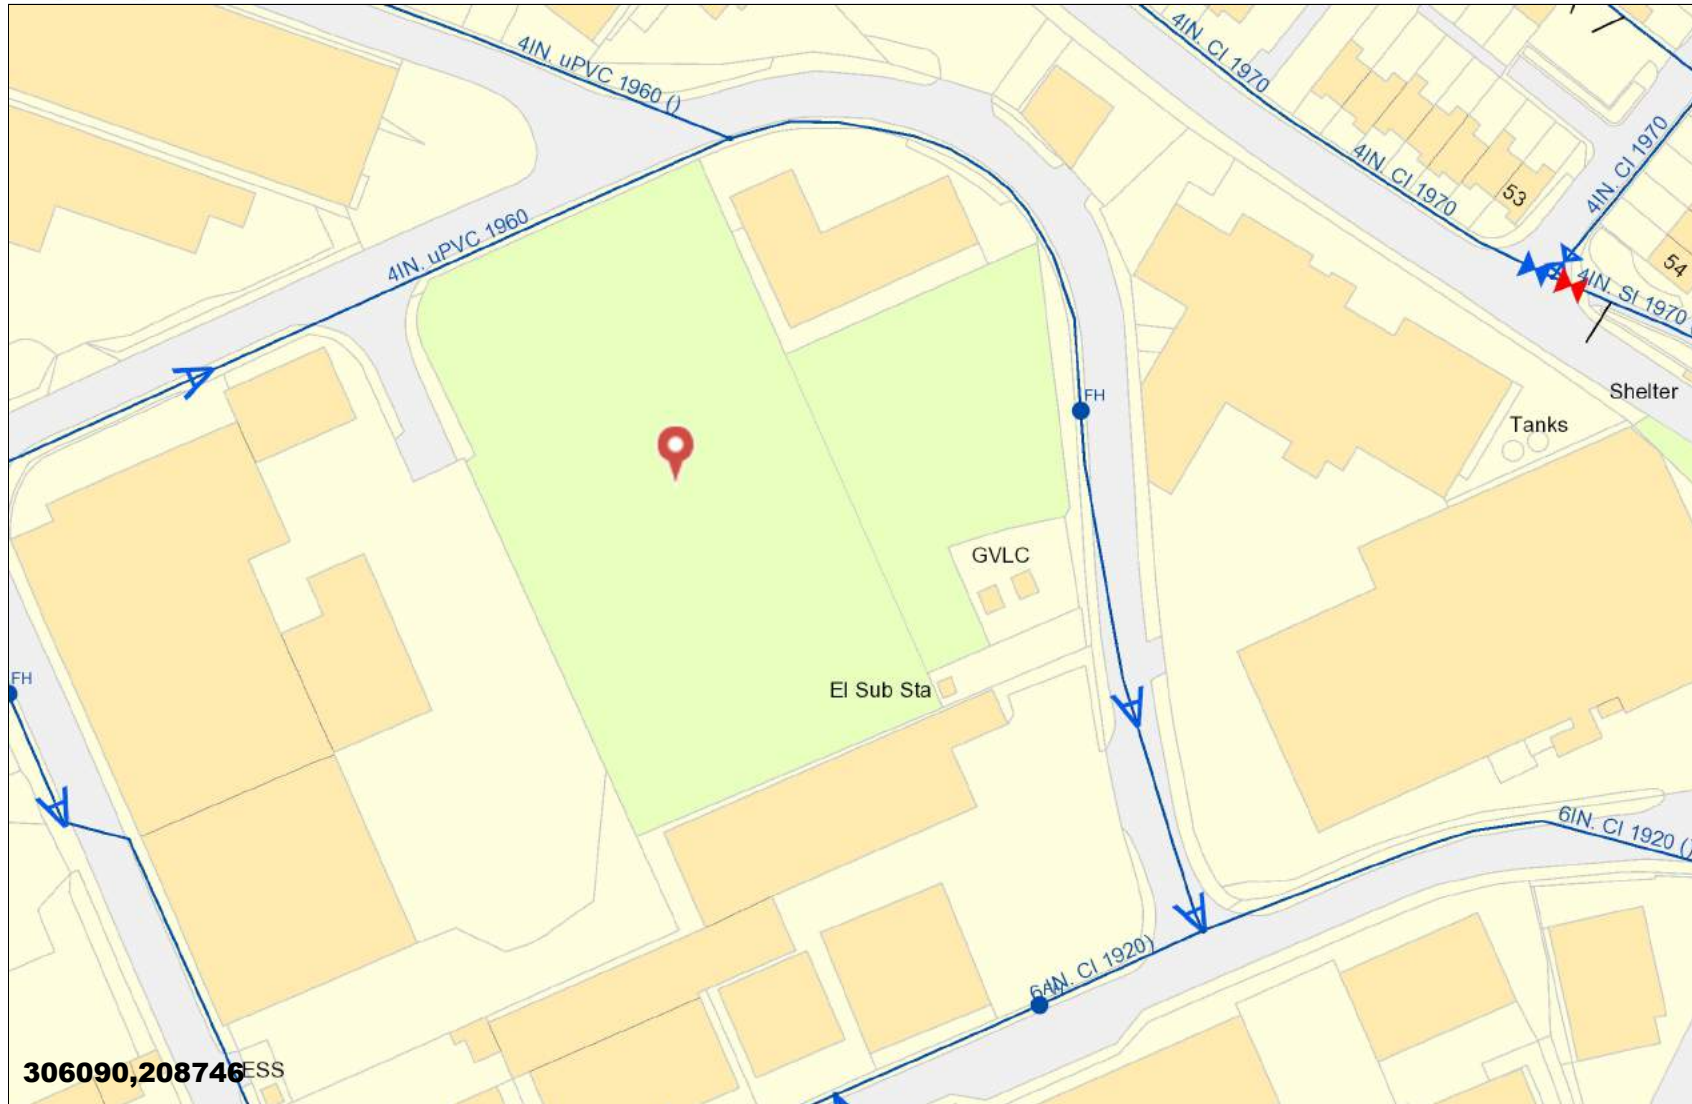 4IN. uPVC 1960 ()
4IN. CI 1970
4IN. CI 1970
4IN. CI 1970
53
54
4IN. uPVC 1960
4IN. SI 1970
Shelter
FH
Tanks
GVLC
FH
El Sub Sta
6IN. CI 1920 ()
6IN. CI 1920)
306090,208746
ESS